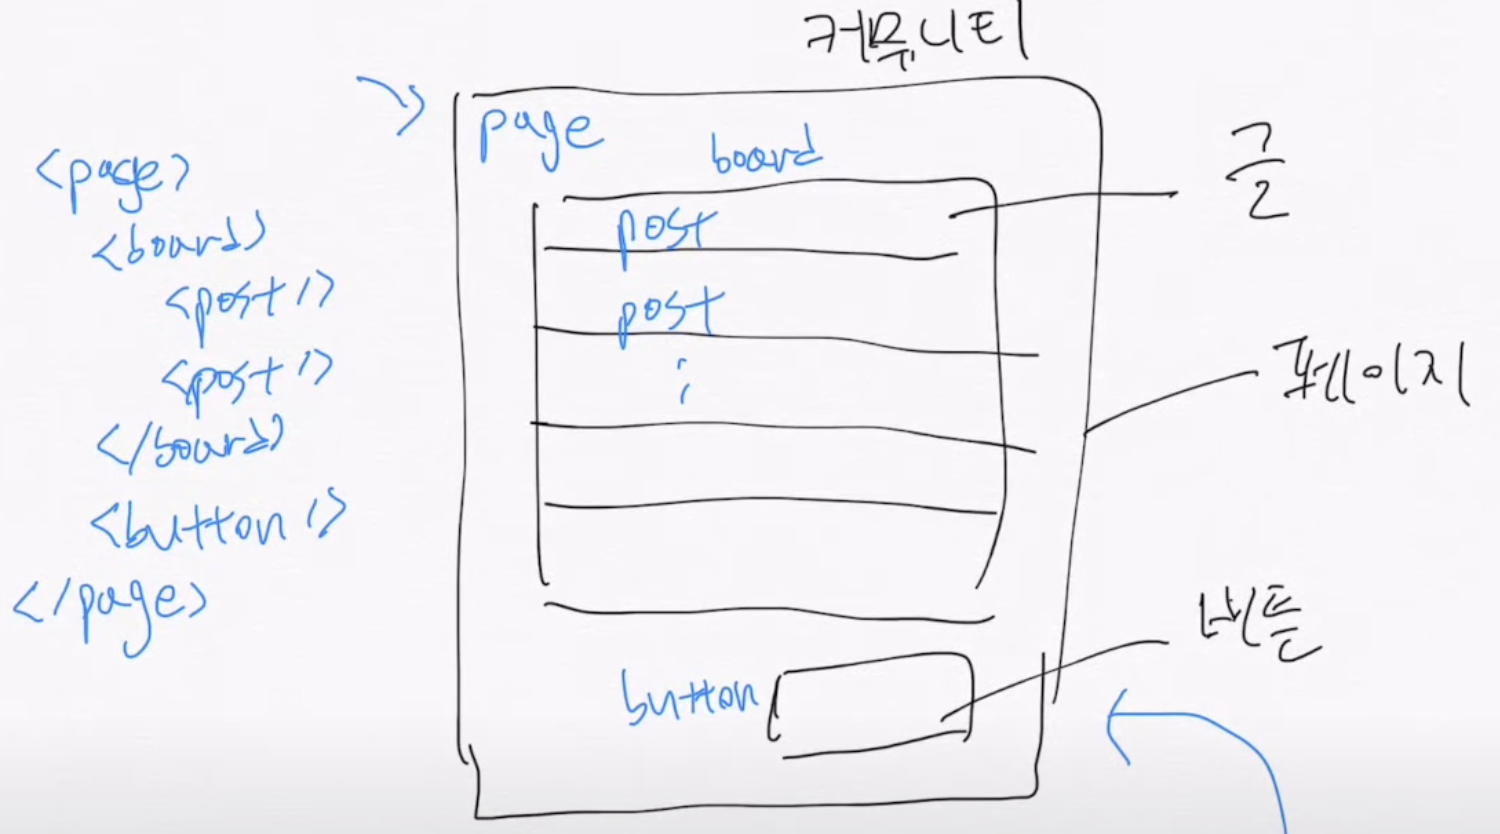 커뮤니티
page
board
<page>
<board>
<post />
<post />
</board>
<button />
</page>
post
post
button
글
페이지
버튼